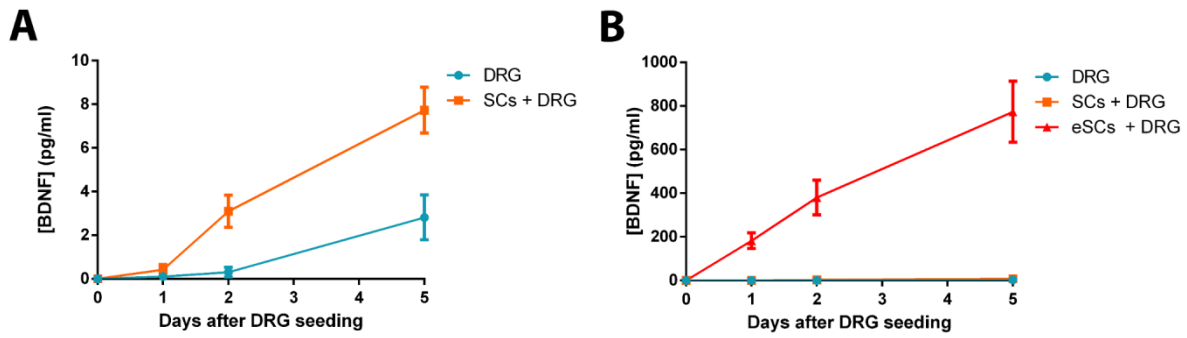 A
[BDNF] (pg/ml)
10
8
6
4
2
0
0 1 2 3 4 5
Days after DRG seeding
DRG
SCs + DRG
B
[BDNF] (pg/ml)
1000
800
600
400
200
0
0 1 2 3 4 5
Days after DRG seeding
DRG
SCs + DRG
eSCs + DRG